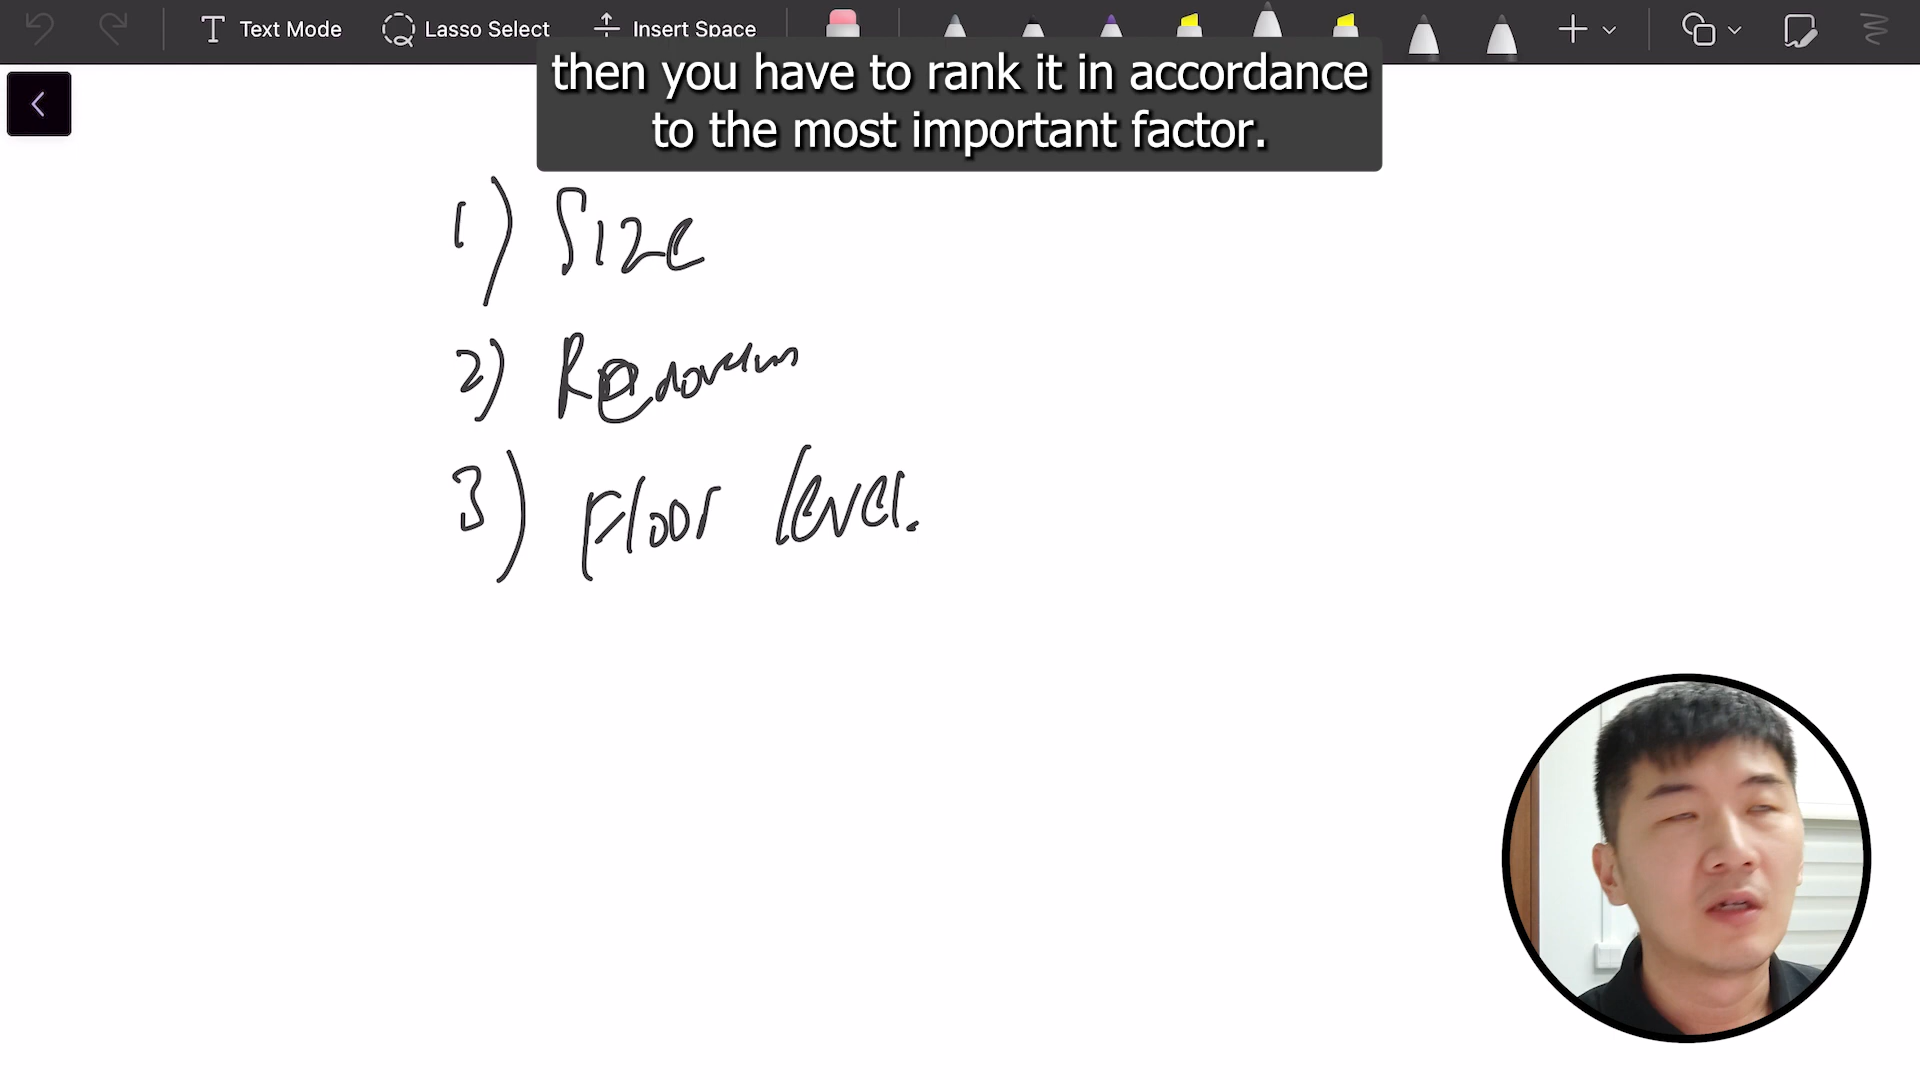 Text Mode Lasso Select Insert Space
then you have to rank it in accordance
to the most important factor.
1) Size
2)
3) Floor level.